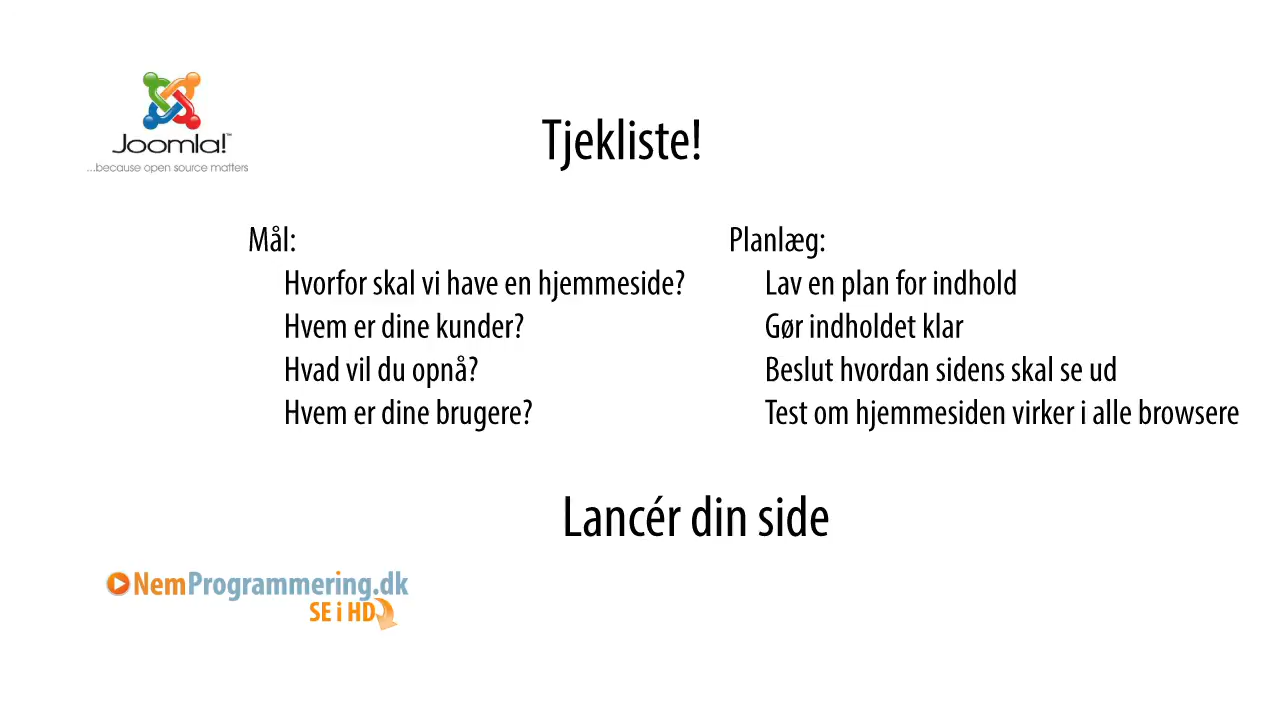 Joomla!™
...because open source matters
Tjekliste!
Mål:
Hvorfor skal vi have en hjemmeside?
Hvem er dine kunder?
Hvad vil du opnå?
Hvem er dine brugere?
Planlæg:
Lav en plan for indhold
Gør indholdet klar
Beslut hvordan sidens skal se ud
Test om hjemmesiden virker i alle browsere
Lancér din side
NemProgrammering.dk
SE i HD